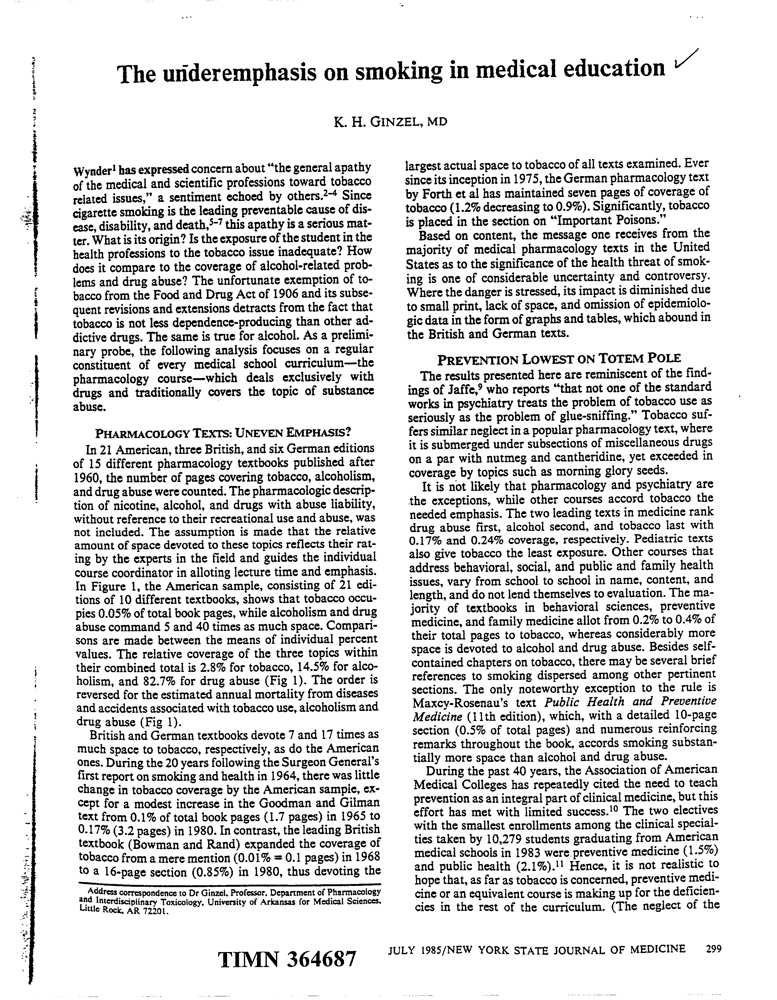 The underemphasis on smoking in medical education
K. H. GINZEL, MD
Wynder¹ has expressed concern about “the general apathy
of the medical and scientific professions toward tobacco
related issues,” a sentiment echoed by others.²⁻⁴ Since
cigarette smoking is the leading preventable cause of dis-
ease, disability, and death,⁵⁻⁷ this apathy is a serious mat-
ter. What is its origin? Is the exposure of the student in the
health professions to the tobacco issue inadequate? How
does it compare to the coverage of alcohol-related prob-
lems and drug abuse? The unfortunate exemption of to-
bacco from the Food and Drug Act of 1906 and its subse-
quent revisions and extensions detracts from the fact that
tobacco is not less dependence-producing than other ad-
dictive drugs. The same is true for alcohol. As a prelimi-
nary probe, the following analysis focuses on a regular
constituent of every medical school curriculum—the
pharmacology course—which deals exclusively with
drugs and traditionally covers the topic of substance
abuse.
PHARMACOLOGY TEXTS: UNEVEN EMPHASIS?
In 21 American, three British, and six German editions
of 15 different pharmacology textbooks published after
1960, the number of pages covering tobacco, alcoholism,
and drug abuse were counted. The pharmacologic descrip-
tion of nicotine, alcohol, and drugs with abuse liability,
without reference to their recreational use and abuse, was
not included. The assumption is made that the relative
amount of space devoted to these topics reflects their rat-
ing by the experts in the field and guides the individual
course coordinator in alloting lecture time and emphasis.
In Figure 1, the American sample, consisting of 21 edi-
tions of 10 different textbooks, shows that tobacco occu-
pies 0.05% of total book pages, while alcoholism and drug
abuse command 5 and 40 times as much space. Compari-
sons are made between the means of individual percent
values. The relative coverage of the three topics within
their combined total is 2.8% for tobacco, 14.5% for alco-
holism, and 82.7% for drug abuse (Fig 1). The order is
reversed for the estimated annual mortality from diseases
and accidents associated with tobacco use, alcoholism and
drug abuse (Fig 1).
British and German textbooks devote 7 and 17 times as
much space to tobacco, respectively, as do the American
ones. During the 20 years following the Surgeon General's
first report on smoking and health in 1964, there was little
change in tobacco coverage by the American sample, ex-
cept for a modest increase in the Goodman and Gilman
text from 0.1% of total book pages (1.7 pages) in 1965 to
0.17% (3.2 pages) in 1980. In contrast, the leading British
textbook (Bowman and Rand) expanded the coverage of
tobacco from a mere mention (0.01% = 0.1 pages) in 1968
to a 16-page section (0.85%) in 1980, thus devoting the
Address correspondence to Dr Ginzel, Professor, Department of Pharmacology
and Interdisciplinary Toxicology, University of Arkansas for Medical Sciences,
Little Rock, AR 72201.
largest actual space to tobacco of all texts examined. Ever
since its inception in 1975, the German pharmacology text
by Forth et al has maintained seven pages of coverage of
tobacco (1.2% decreasing to 0.9%). Significantly, tobacco
is placed in the section on “Important Poisons.”
Based on content, the message one receives from the
majority of medical pharmacology texts in the United
States as to the significance of the health threat of smok-
ing is one of considerable uncertainty and controversy.
Where the danger is stressed, its impact is diminished due
to small print, lack of space, and omission of epidemiolo-
gic data in the form of graphs and tables, which abound in
the British and German texts.
PREVENTION LOWEST ON TOTEM POLE
The results presented here are reminiscent of the find-
ings of Jaffe,⁹ who reports “that not one of the standard
works in psychiatry treats the problem of tobacco use as
seriously as the problem of glue-sniffing.” Tobacco suf-
fers similar neglect in a popular pharmacology text, where
it is submerged under subsections of miscellaneous drugs
on a par with nutmeg and cantheridine, yet exceeded in
coverage by topics such as morning glory seeds.
It is not likely that pharmacology and psychiatry are
the exceptions, while other courses accord tobacco the
needed emphasis. The two leading texts in medicine rank
drug abuse first, alcohol second, and tobacco last with
0.17% and 0.24% coverage, respectively. Pediatric texts
also give tobacco the least exposure. Other courses that
address behavioral, social, and public and family health
issues, vary from school to school in name, content, and
length, and do not lend themselves to evaluation. The ma-
jority of textbooks in behavioral sciences, preventive
medicine, and family medicine allot from 0.2% to 0.4% of
their total pages to tobacco, whereas considerably more
space is devoted to alcohol and drug abuse. Besides self-
contained chapters on tobacco, there may be several brief
references to smoking dispersed among other pertinent
sections. The only noteworthy exception to the rule is
Maxcy-Rosenau's text Public Health and Preventive
Medicine (11th edition), which, with a detailed 10-page
section (0.5% of total pages) and numerous reinforcing
remarks throughout the book, accords smoking substan-
tially more space than alcohol and drug abuse.
During the past 40 years, the Association of American
Medical Colleges has repeatedly cited the need to teach
prevention as an integral part of clinical medicine, but this
effort has met with limited success.¹⁰ The two electives
with the smallest enrollments among the clinical special-
ties taken by 10,279 students graduating from American
medical schools in 1983 were preventive medicine (1.5%)
and public health (2.1%).¹¹ Hence, it is not realistic to
hope that, as far as tobacco is concerned, preventive medi-
cine or an equivalent course is making up for the deficien-
cies in the rest of the curriculum. (The neglect of the
TIMN 364687
JULY 1985/NEW YORK STATE JOURNAL OF MEDICINE 299